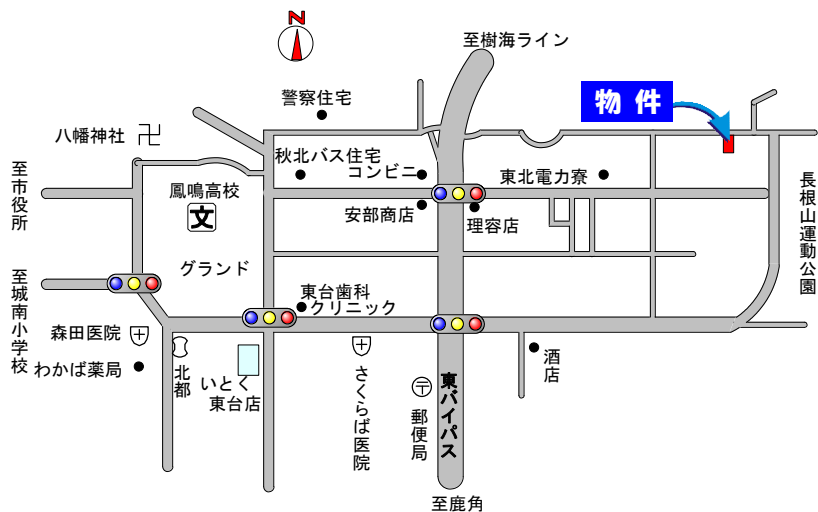 N
至樹海ライン
物件
警察住宅
八幡神社
秋北バス住宅
コンビニ
東北電力寮
至市役所
鳳鳴高校
文
安部商店
理容店
長根山運動公園
グランド
至城南小学校
東台歯科
クリニック
森田医院
わかば薬局
北都
いとく
東台店
さくらば医院
〒
郵便局
東バイパス
酒店
至鹿角